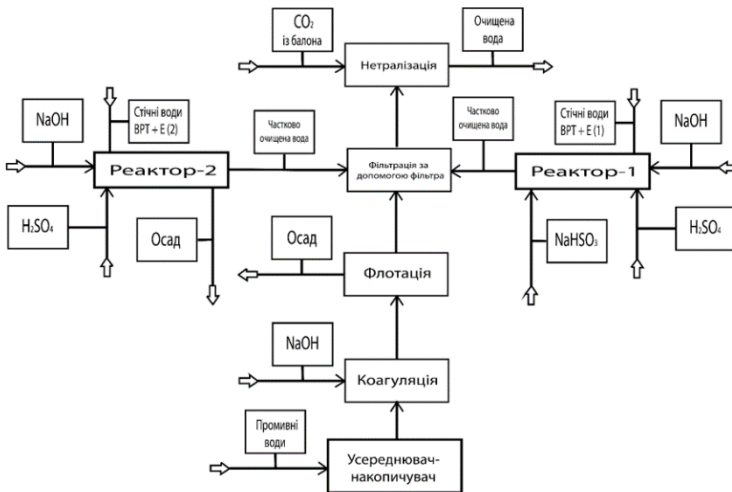 CO₂
із балона
Очищена
вода
Нетралізація
NaOH
Стічні води
ВРТ + Е (2)
Частково
очищена вода
Частково
очищена вода
Стічні води
ВРТ + Е (1)
NaOH
Реактор-2
Фільтрація за
допомогою фільтра
Реактор-1
H₂SO₄
Осад
Осад
Флотація
NaHSO₃
H₂SO₄
NaOH
Коагуляція
Промивні
води
Усереднювач-
накопичувач